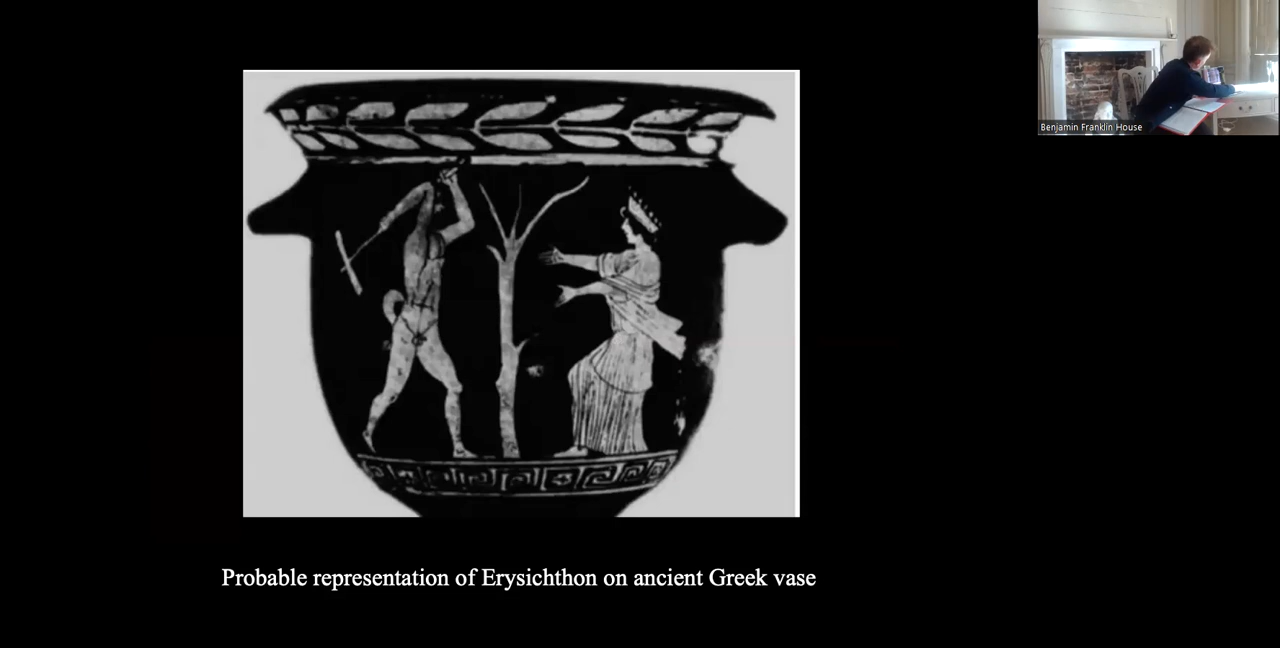 Benjamin Franklin House
Probable representation of Erysichthon on ancient Greek vase